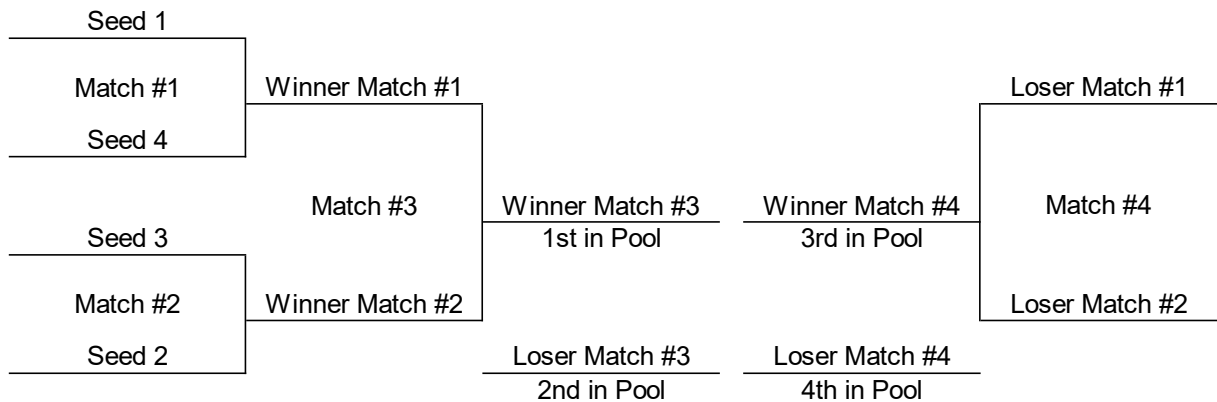 Seed 1
Match #1
Winner Match #1
Loser Match #1
Seed 4
Match #3
Winner Match #3
Winner Match #4
Match #4
Seed 3
1st in Pool
3rd in Pool
Match #2
Winner Match #2
Loser Match #2
Seed 2
Loser Match #3
Loser Match #4
2nd in Pool
4th in Pool